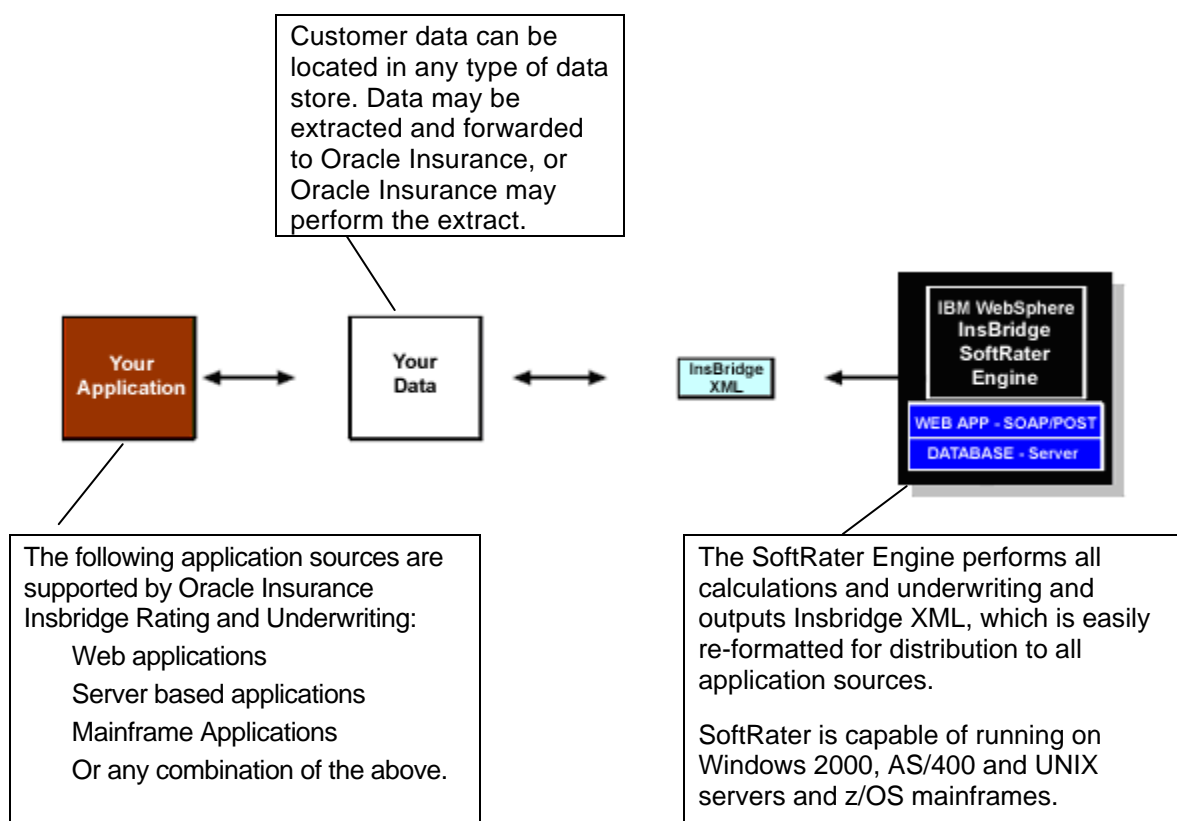 Customer data can be
located in any type of data
store. Data may be
extracted and forwarded
to Oracle Insurance, or
Oracle Insurance may
perform the extract.
Your
Application
Your
Data
InsBridge
XML
IBM WebSphere
InsBridge
SoftRater
Engine
WEB APP - SOAP/POST
DATABASE - Server
The following application sources are
supported by Oracle Insurance
Insbridge Rating and Underwriting:
Web applications
Server based applications
Mainframe Applications
Or any combination of the above.
The SoftRater Engine performs all
calculations and underwriting and
outputs Insbridge XML, which is easily
re-formatted for distribution to all
application sources.
SoftRater is capable of running on
Windows 2000, AS/400 and UNIX
servers and z/OS mainframes.